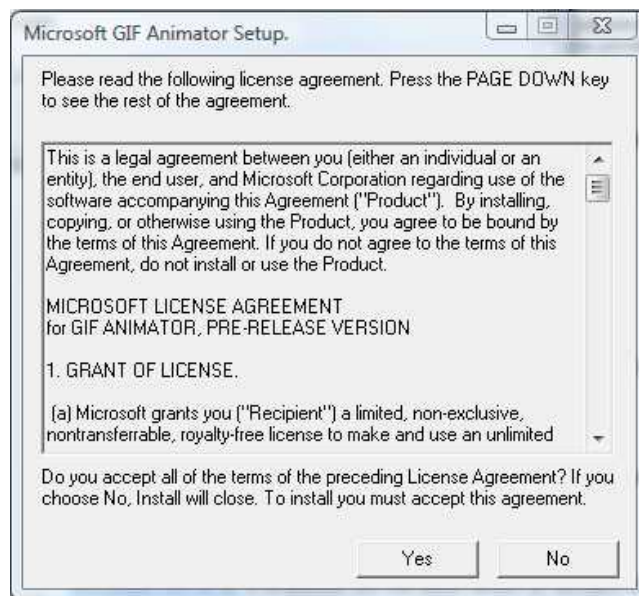 Microsoft GIF Animator Setup.
Please read the following license agreement. Press the PAGE DOWN key
to see the rest of the agreement.
This is a legal agreement between you (either an individual or an
entity), the end user, and Microsoft Corporation regarding use of the
software accompanying this Agreement ("Product"). By installing,
copying, or otherwise using the Product, you agree to be bound by
the terms of this Agreement. If you do not agree to the terms of this
Agreement, do not install or use the Product.
MICROSOFT LICENSE AGREEMENT
for GIF ANIMATOR, PRE-RELEASE VERSION
1. GRANT OF LICENSE.
(a) Microsoft grants you ("Recipient") a limited, non-exclusive,
nontransferrable, royalty-free license to make and use an unlimited
Do you accept all of the terms of the preceding License Agreement? If you
choose No, Install will close. To install you must accept this agreement.
Yes No